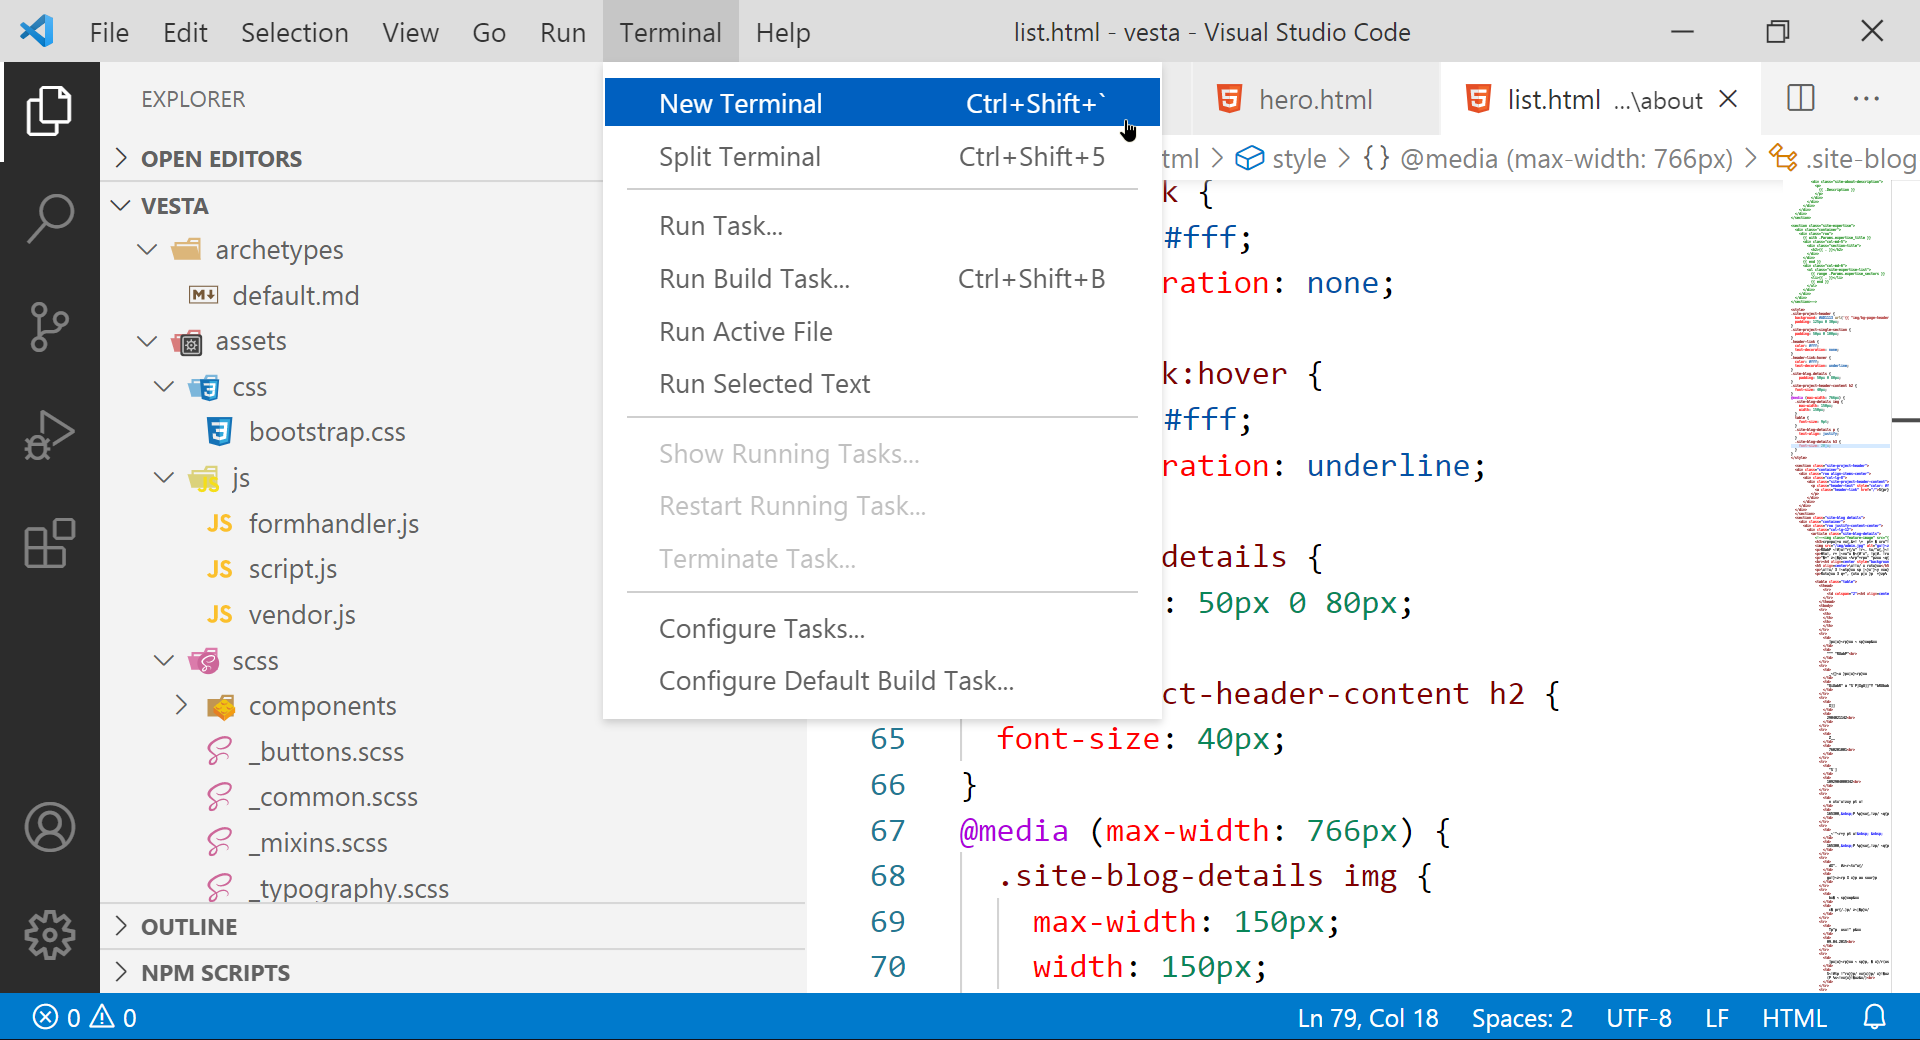 File Edit Selection View Go Run Terminal Help list.html - vesta - Visual Studio Code
EXPLORER
OPEN EDITORS
VESTA
archetypes
default.md
assets
css
bootstrap.css
js
JS formhandler.js
JS script.js
JS vendor.js
scss
components
_buttons.scss
_common.scss
_mixins.scss
_typography.scss
OUTLINE
NPM SCRIPTS
New Terminal Ctrl+Shift+`
Split Terminal Ctrl+Shift+5
Run Task...
Run Build Task... Ctrl+Shift+B
Run Active File
Run Selected Text
Show Running Tasks...
Restart Running Task...
Terminate Task...
Configure Tasks...
Configure Default Build Task...
hero.html
list.html ...\about
tml > style > {} @media (max-width: 766px) > .site-blog
k {
#fff;
ration: none;
k:hover {
#fff;
ration: underline;
details {
: 50px 0 80px;
ct-header-content h2 {
65 font-size: 40px;
66 }
67 @media (max-width: 766px) {
68 .site-blog-details img {
69 max-width: 150px;
70 width: 150px;
0 0
Ln 79, Col 18 Spaces: 2 UTF-8 LF HTML